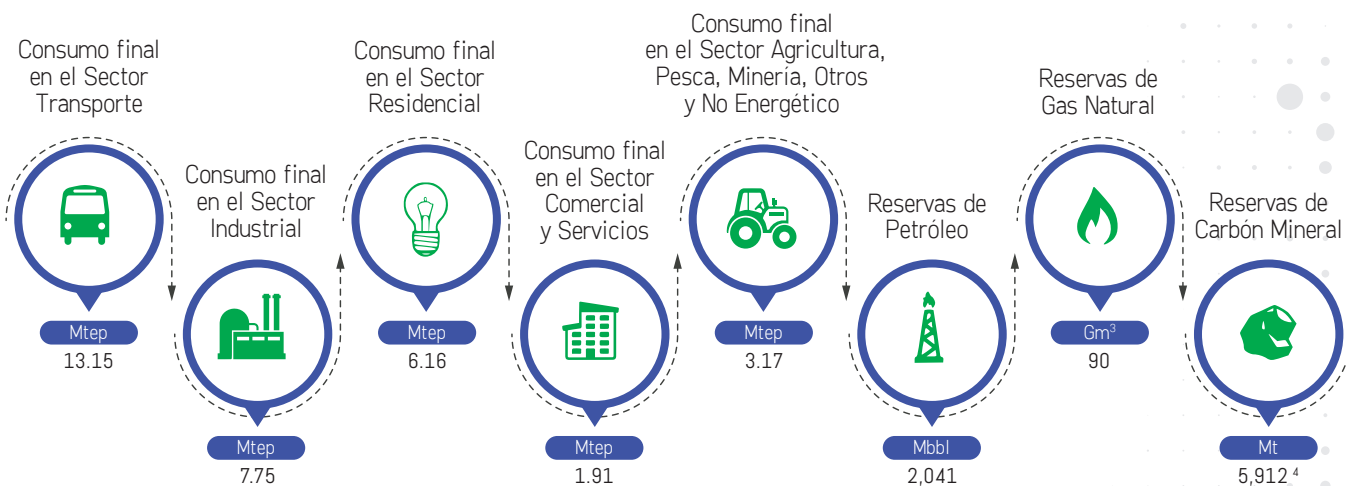 Consumo final
en el Sector
Transporte
Mtep
13.15
Consumo final
en el Sector
Industrial
Mtep
7.75
Consumo final
en el Sector
Residencial
Mtep
6.16
Consumo final
en el Sector
Comercial
y Servicios
Mtep
1.91
Consumo final
en el Sector Agricultura,
Pesca, Minería, Otros
y No Energético
Mtep
3.17
Reservas de
Petróleo
Mbbl
2,041
Reservas de
Gas Natural
Gm³
90
Reservas de
Carbón Mineral
Mt
5,912 ⁴